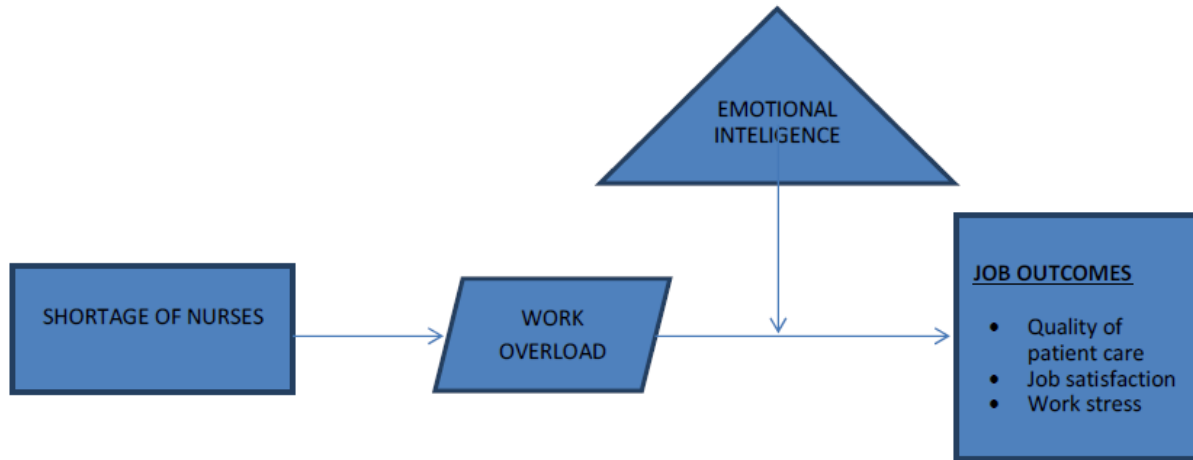 EMOTIONAL
INTELIGENCE
SHORTAGE OF NURSES
WORK
OVERLOAD
JOB OUTCOMES
• Quality of
patient care
• Job satisfaction
• Work stress